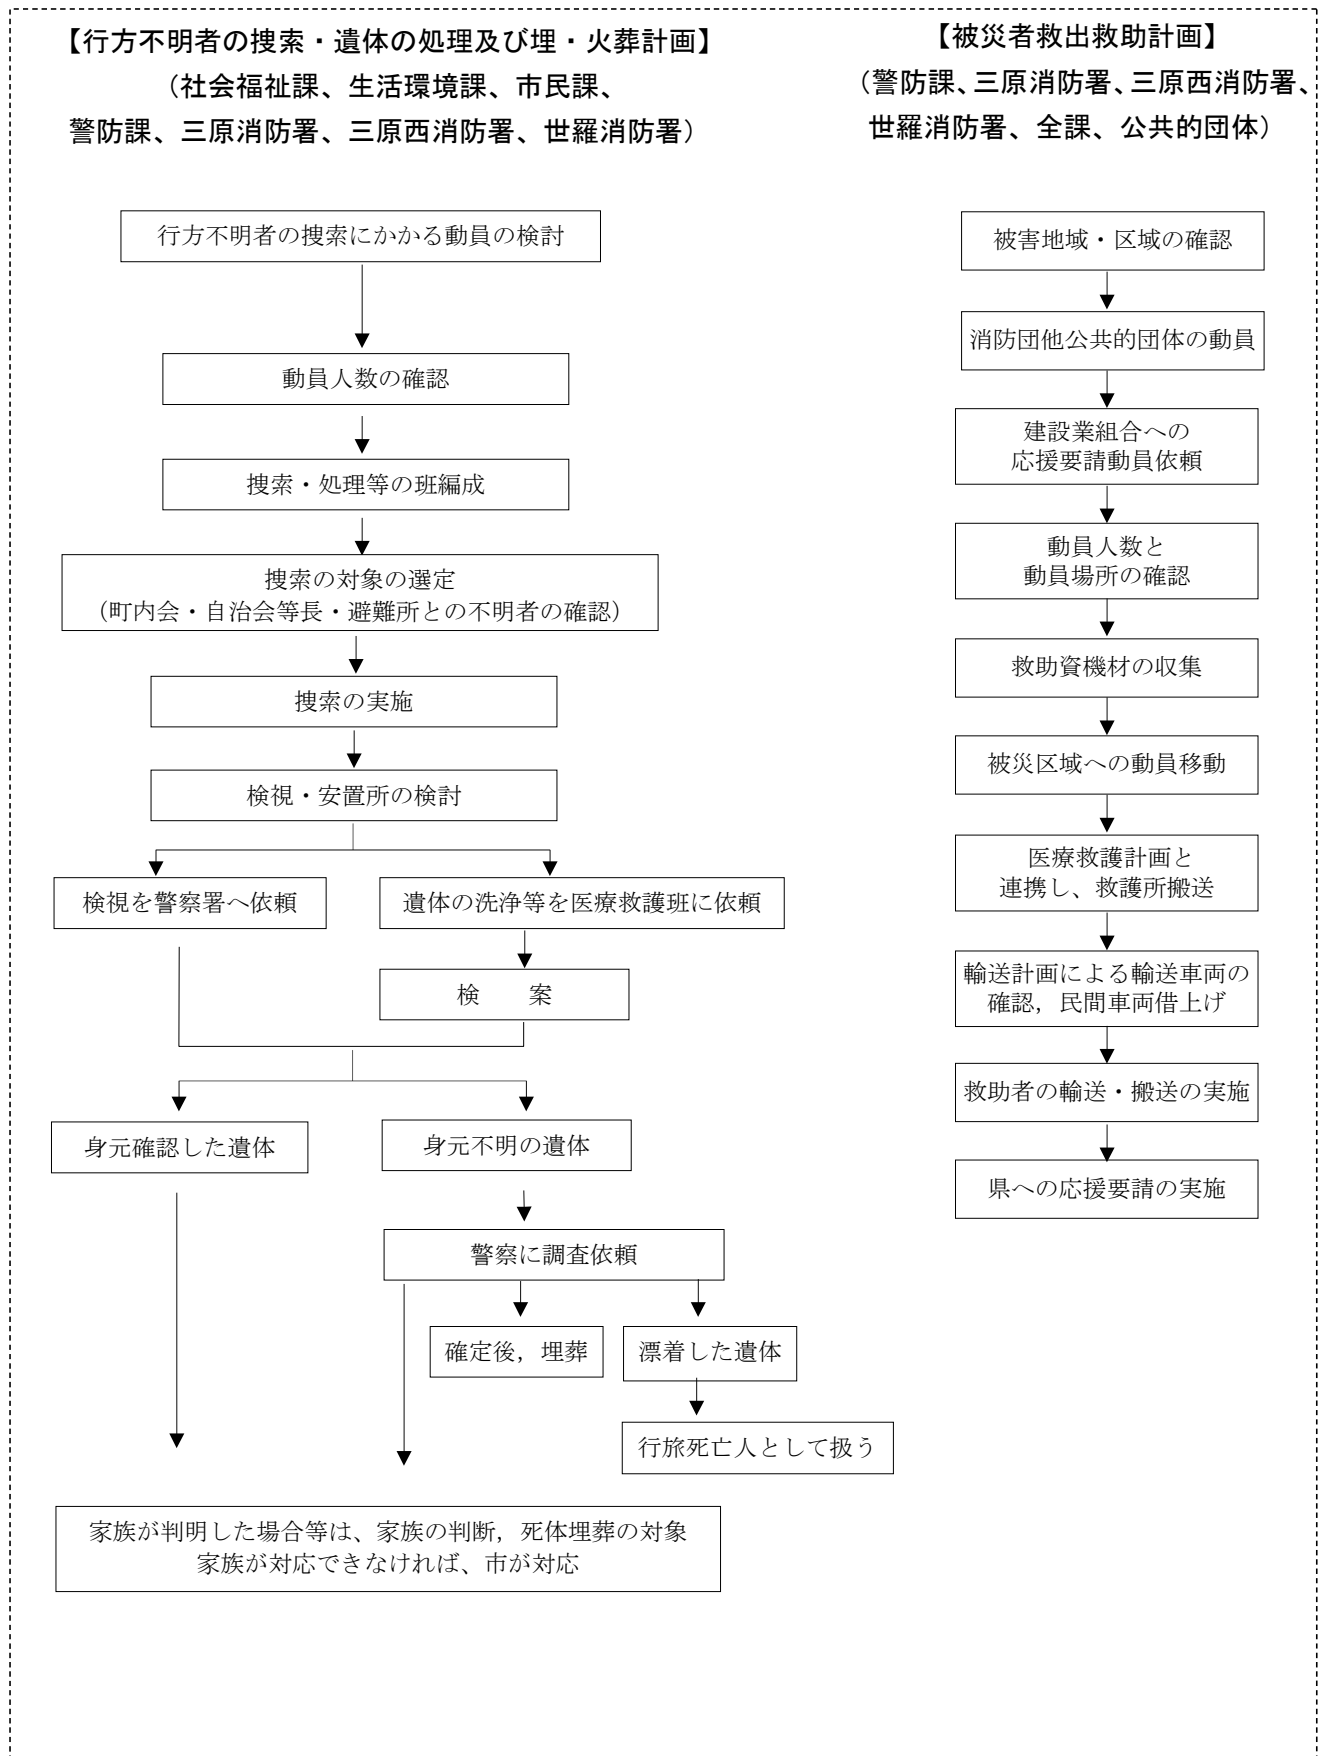 【行方不明者の捜索・遺体の処理及び埋・火葬計画】
（社会福祉課、生活環境課、市民課、
警防課、三原消防署、三原西消防署、世羅消防署）
行方不明者の捜索にかかる動員の検討
動員人数の確認
捜索・処理等の班編成
捜索の対象の選定
（町内会・自治会等長・避難所との不明者の確認）
捜索の実施
検視・安置所の検討
検視を警察署へ依頼
遺体の洗浄等を医療救護班に依頼
検　　案
身元確認した遺体
身元不明の遺体
警察に調査依頼
確定後，埋葬
漂着した遺体
行旅死亡人として扱う
家族が判明した場合等は、家族の判断，死体埋葬の対象
家族が対応できなければ、市が対応
【被災者救出救助計画】
（警防課、三原消防署、三原西消防署、
世羅消防署、全課、公共的団体）
被害地域・区域の確認
消防団他公共的団体の動員
建設業組合への
応援要請動員依頼
動員人数と
動員場所の確認
救助資機材の収集
被災区域への動員移動
医療救護計画と
連携し、救護所搬送
輸送計画による輸送車両の
確認，民間車両借上げ
救助者の輸送・搬送の実施
県への応援要請の実施